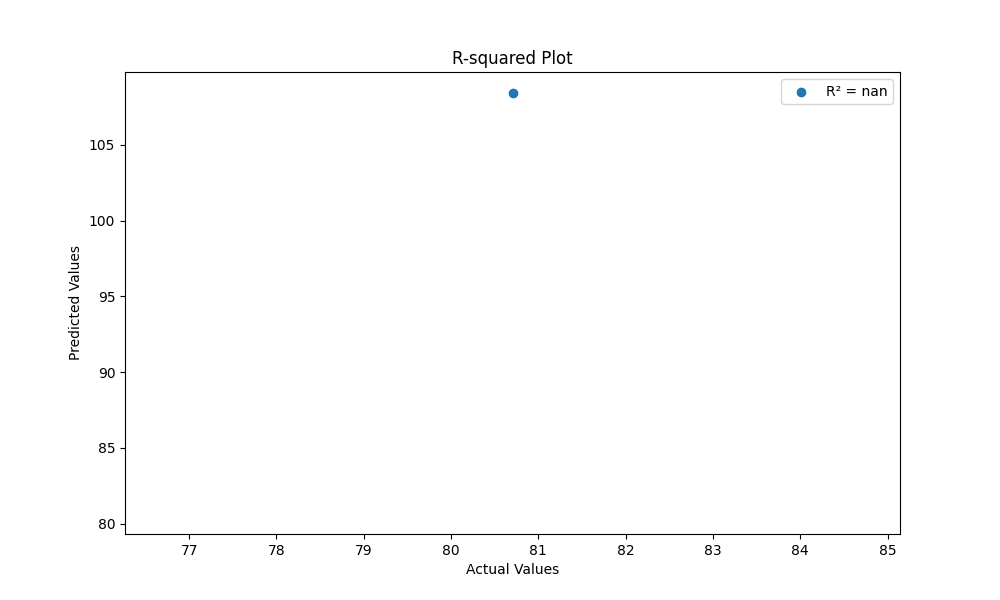 R-squared Plot
R² = nan
105
100
95
90
85
80
Predicted Values
77 78 79 80 81 82 83 84 85
Actual Values